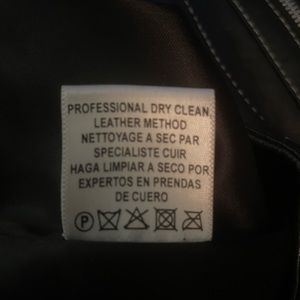 PROFESSIONAL DRY CLEAN,
LEATHER METHOD
NETTOYAGE A SEC PAR
SPECIALISTE CUIR
HAGA LIMPIAR A SECO POR
EXPERTOS EN PRENDAS
DE CUERO
P